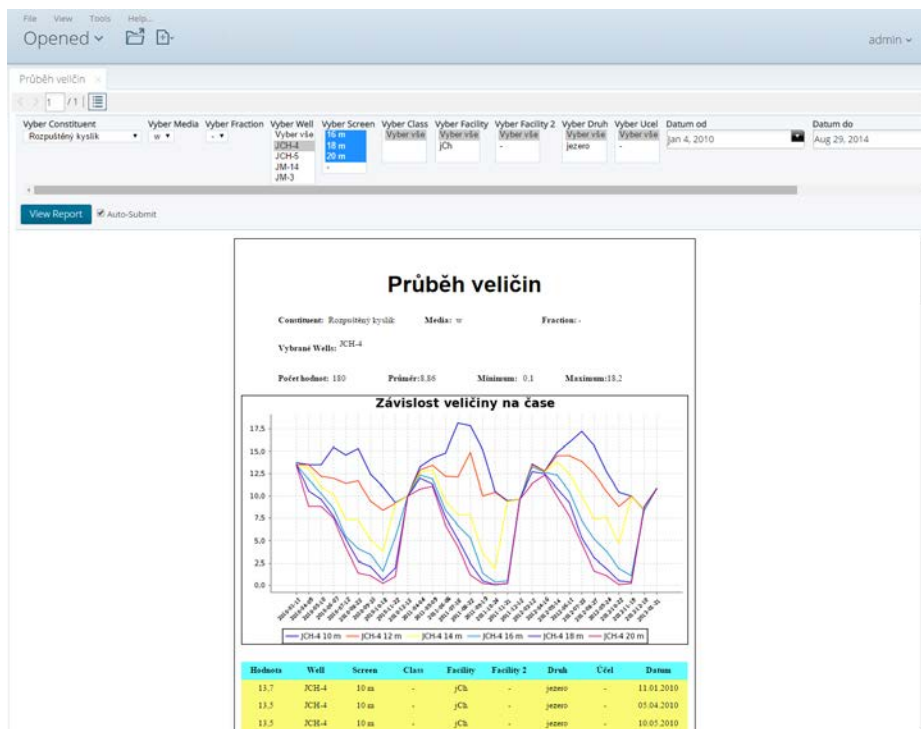 File View Tools Help...
Opened
admin
Průběh veličin
1 / 1
Vyber Constituent Vyber Media Vyber Fraction Vyber Well Vyber Screen Vyber Class Vyber Facility Vyber Facility 2 Vyber Druh Vyber Ucel Datum od Datum do
Rozpuštěný kyslík w - Vyber vše 16 m Vyber vše Vyber vše Vyber vše Vyber vše Vyber vše Jan 4, 2010 Aug 29, 2014
JCH-4 18 m jCh - jezero -
JCH-5 20 m
JM-14 -
JM-3
View Report Auto-Submit
Průběh veličin
Constituent: Rozpuštěný kyslík Media: w Fraction: -
Vybrané Wells: JCH-4
Počet hodnot: 180 Průměr:8,86 Minimum: 0,1 Maximum:18,2
Závislost veličiny na čase
17,5
15,0
12,5
10,0
7,5
5,0
2,5
0,0
JCH-4 10 m JCH-4 12 m JCH-4 14 m JCH-4 16 m JCH-4 18 m JCH-4 20 m
Hodnota Well Screen Class Facility Facility 2 Druh Účel Datum
13,7 JCH-4 10 m - jCh - jezero - 11.01.2010
13,5 JCH-4 10 m - jCh - jezero - 05.04.2010
13,5 JCH-4 10 m - jCh - jezero - 10.05.2010